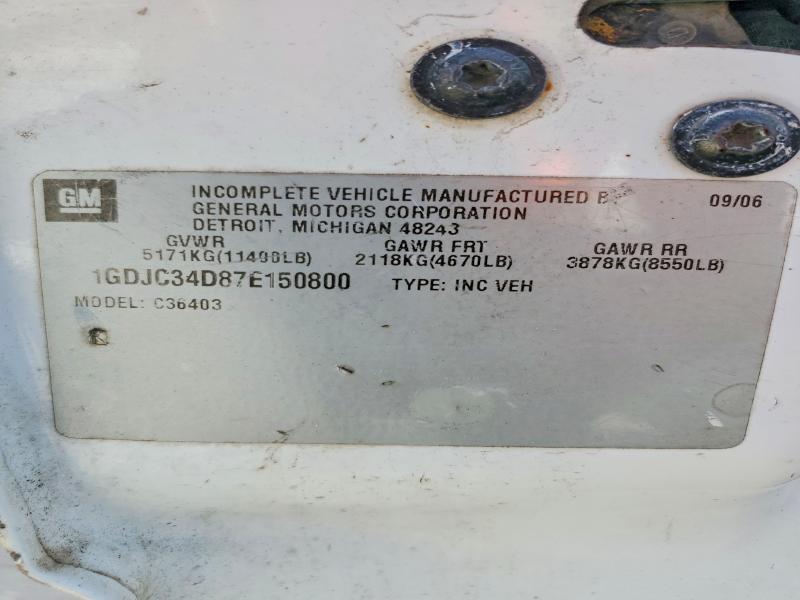 GM
INCOMPLETE VEHICLE MANUFACTURED B
09/06
GENERAL MOTORS CORPORATION
DETROIT, MICHIGAN 48243
GVWR GAWR FRT GAWR RR
5171KG(11400LB) 2118KG(4670LB) 3878KG(8550LB)
1GDJC34D87E150800 TYPE: INC VEH
MODEL: C36403